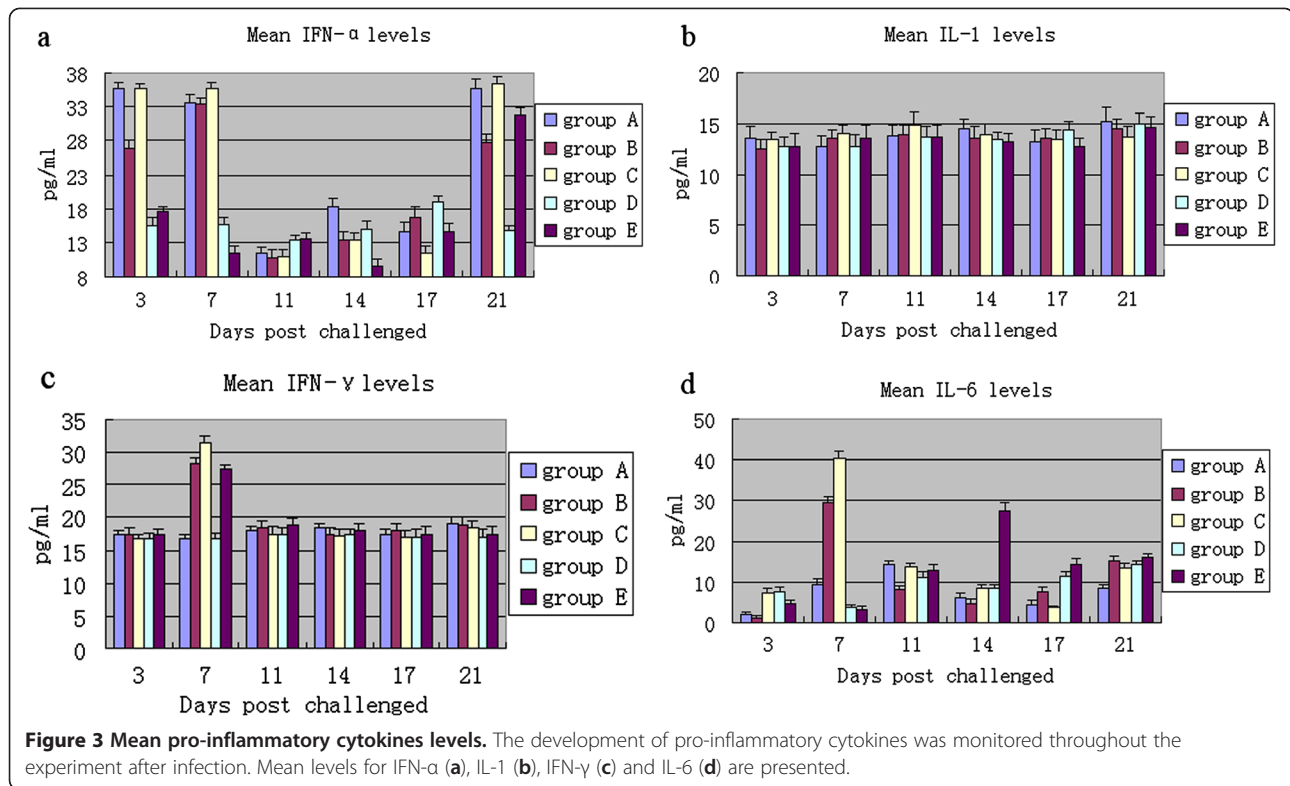 a
Mean IFN-α levels
38
33
28
23
18
13
8
pg/ml
3 7 11 14 17 21
Days post challenged
group A
group B
group C
group D
group E
b
Mean IL-1 levels
20
15
10
5
0
pg/ml
3 7 11 14 17 21
Days post challenged
group A
group B
group C
group D
group E
c
Mean IFN-γ levels
35
30
25
20
15
10
5
0
pg/ml
3 7 11 14 17 21
Days post challenged
group A
group B
group C
group D
group E
d
Mean IL-6 levels
50
40
30
20
10
0
pg/ml
3 7 11 14 17 21
Days post challenged
group A
group B
group C
group D
group E
Figure 3 Mean pro-inflammatory cytokines levels. The development of pro-inflammatory cytokines was monitored throughout the
experiment after infection. Mean levels for IFN-α (a), IL-1 (b), IFN-γ (c) and IL-6 (d) are presented.